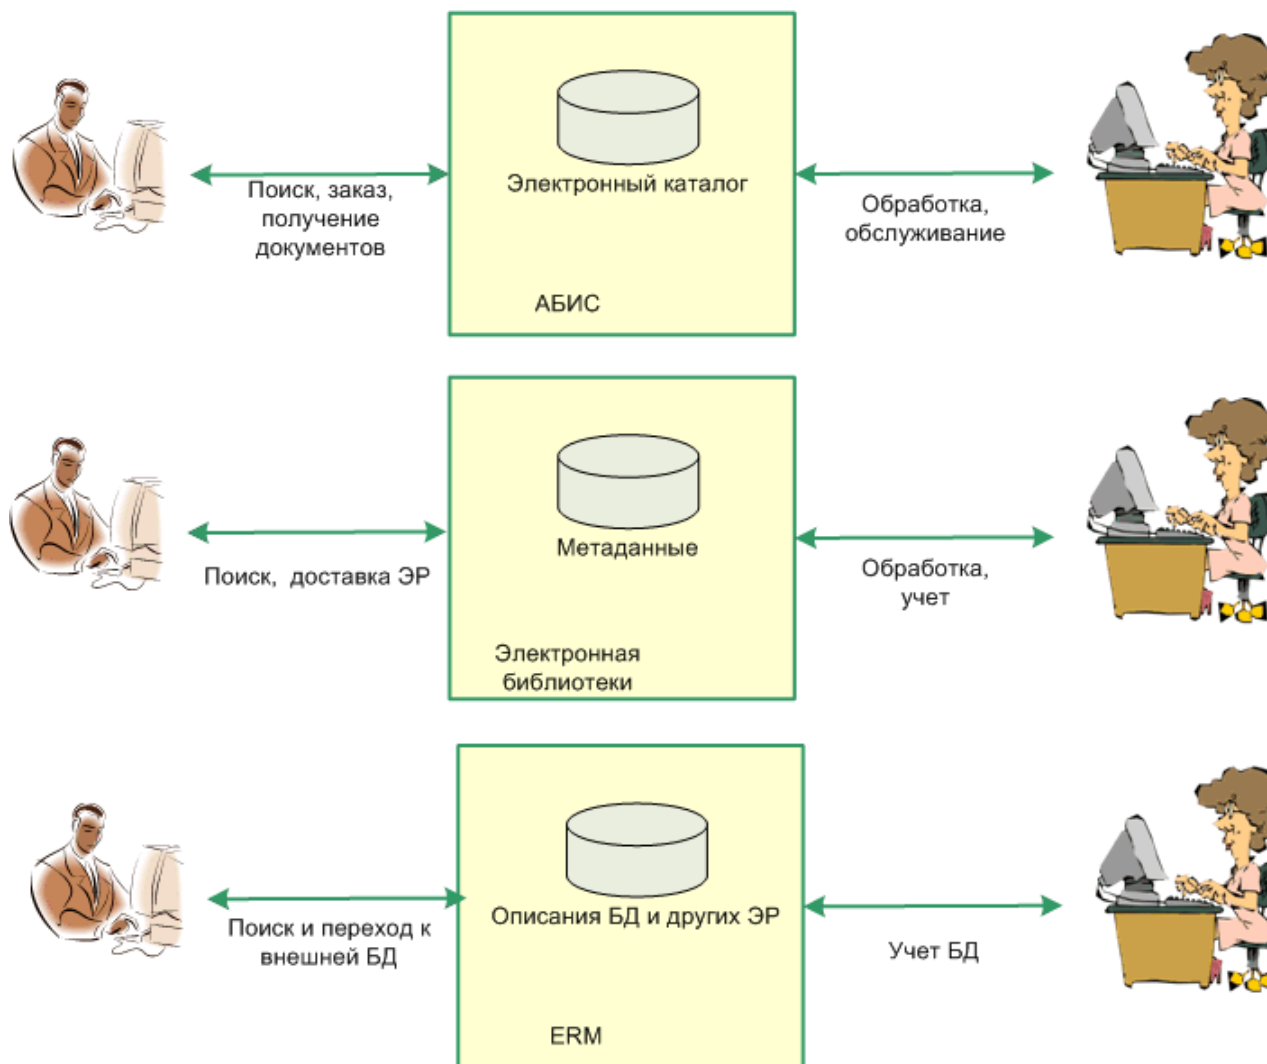 Электронный каталог
Поиск, заказ,
получение
документов
Обработка,
обслуживание
АБИС
Метаданные
Поиск,  доставка ЭР
Обработка,
учет
Электронная
библиотеки
Описания БД и других ЭР
Поиск и переход к
внешней БД
Учет БД
ERM